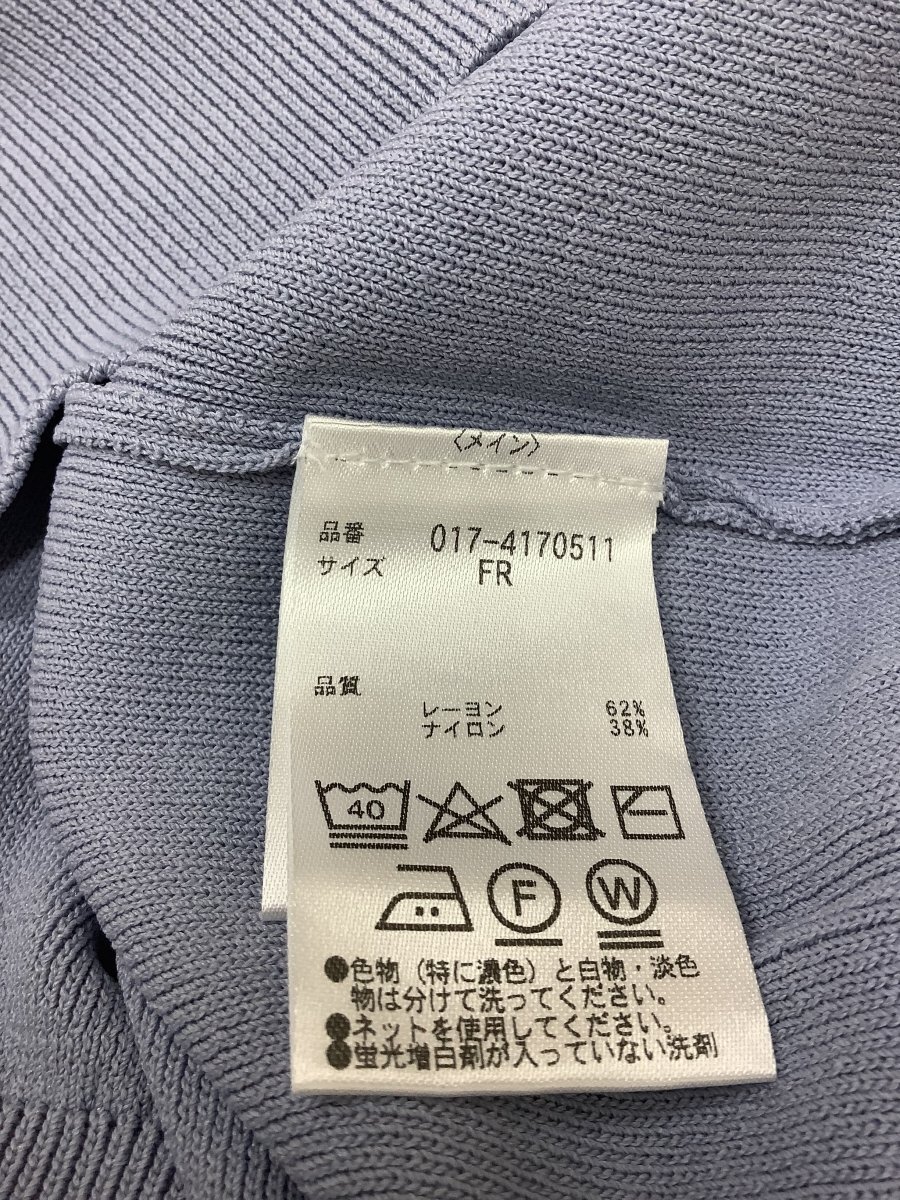 〈メイン〉
品番 017-4170511
サイズ FR
品質
レーヨン 62%
ナイロン 38%
40
F W
●色物（特に濃色）と白物・淡色
物は分けて洗ってください。
●ネットを使用してください。
●蛍光増白剤が入っていない洗剤